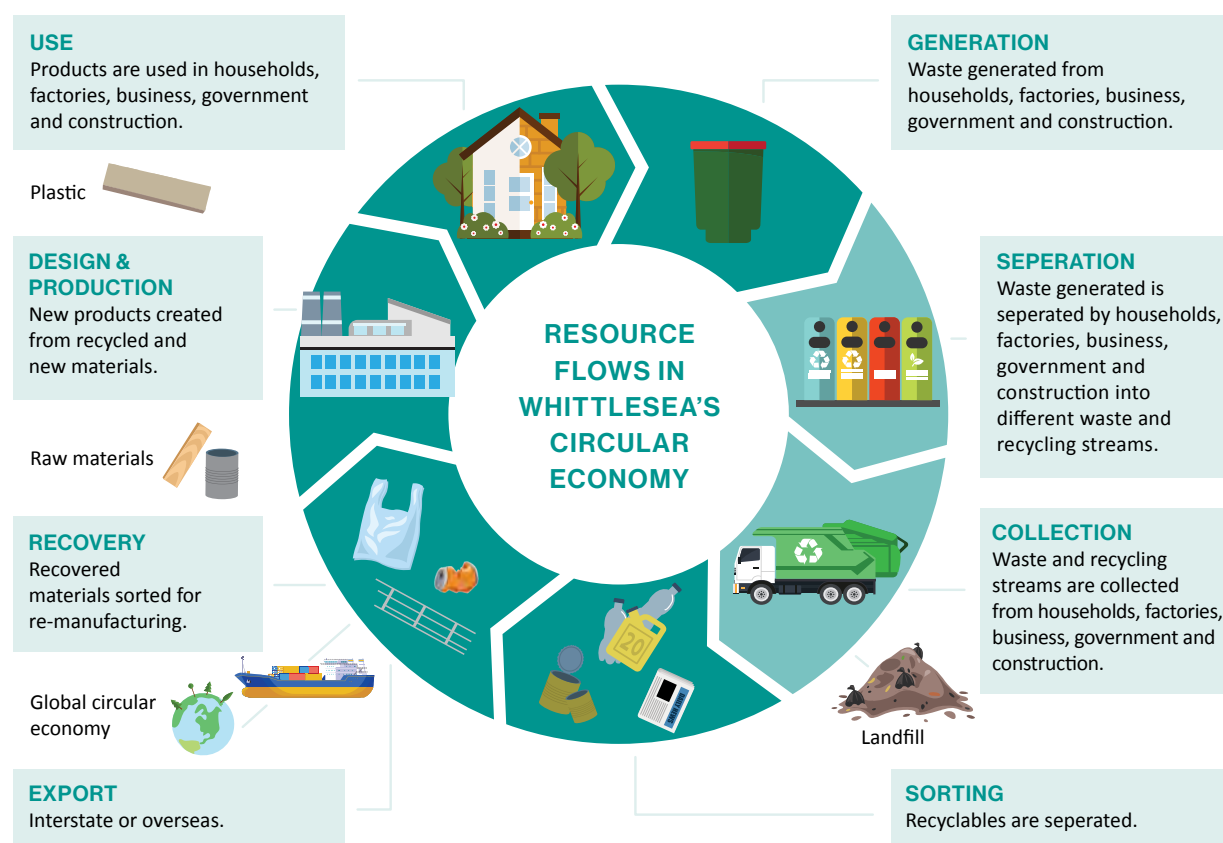 USE
Products are used in households,
factories, business, government
and construction.
Plastic
DESIGN &
PRODUCTION
New products created
from recycled and
new materials.
Raw materials
RECOVERY
Recovered
materials sorted for
re-manufacturing.
Global circular
economy
EXPORT
Interstate or overseas.
RESOURCE
FLOWS IN
WHITTLESEA’S
CIRCULAR
ECONOMY
20
GENERATION
Waste generated from
households, factories, business,
government and construction.
SEPERATION
Waste generated is
seperated by households,
factories, business,
government and
construction into
different waste and
recycling streams.
COLLECTION
Waste and recycling
streams are collected
from households, factories,
business, government and
construction.
Landfill
SORTING
Recyclables are seperated.